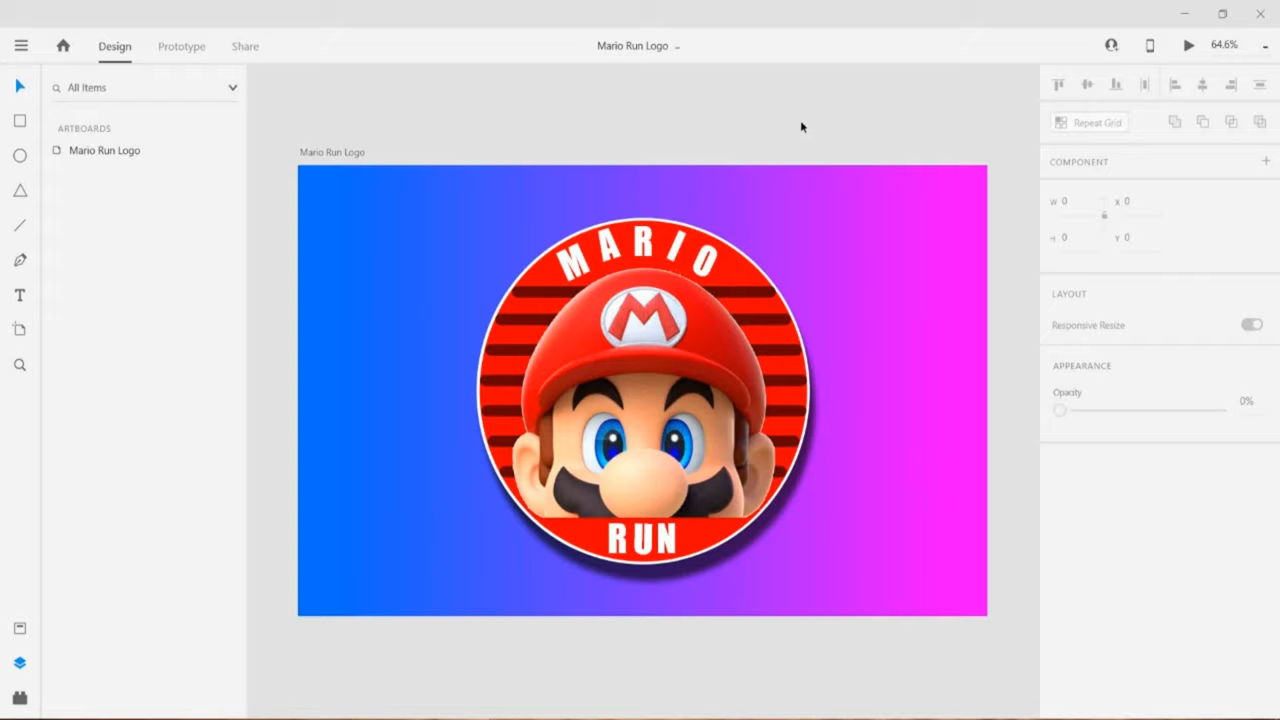 Design
Prototype
Share
Mario Run Logo
64.6%
All Items
ARTBOARDS
Mario Run Logo
Mario Run Logo
MARIO
M
RUN
Repeat Grid
COMPONENT
W 0
X 0
H 0
Y 0
LAYOUT
Responsive Resize
APPEARANCE
Opacity
0%